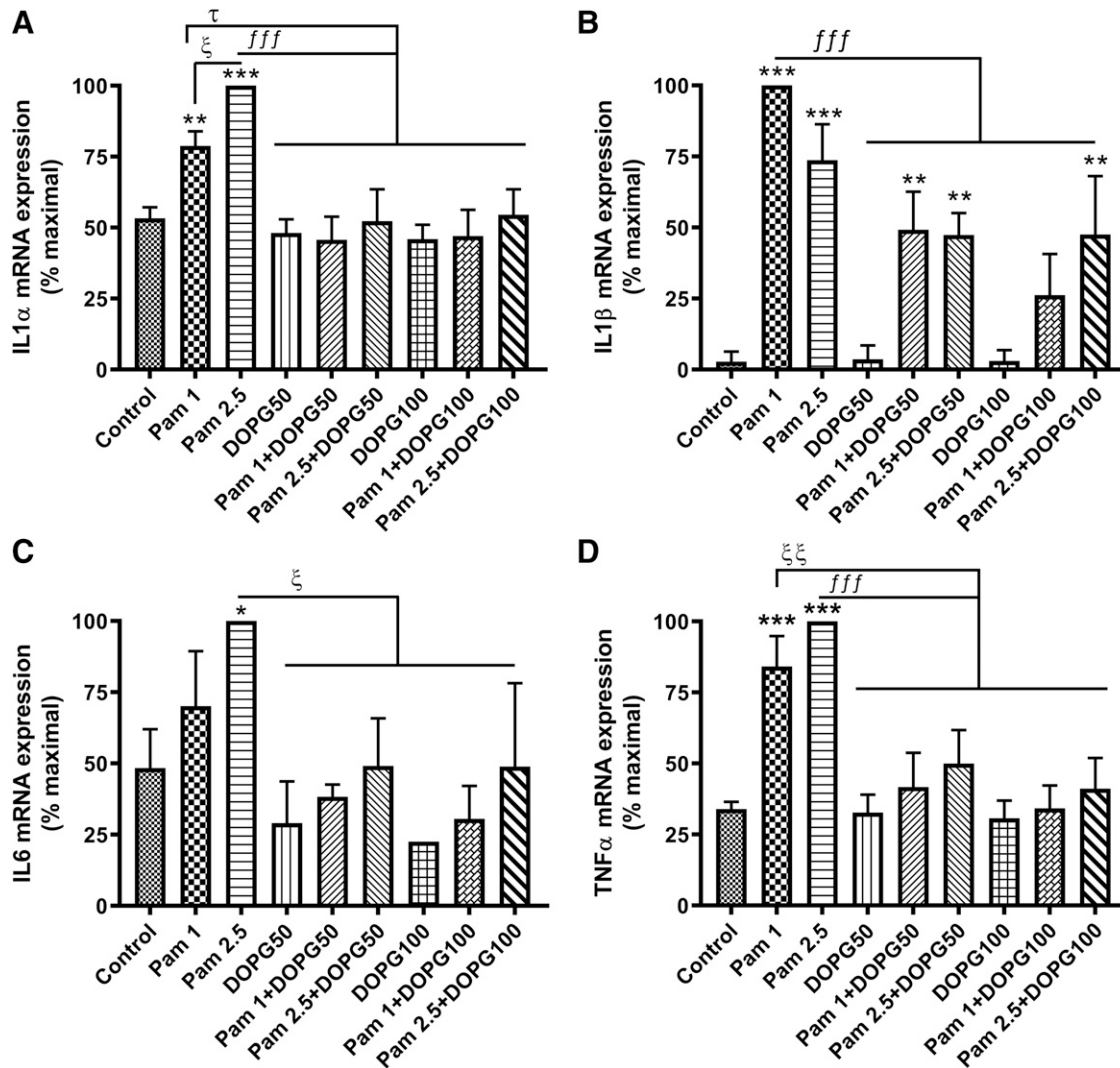 A
τ
fff
ξ
***
**
100
75
50
25
0
IL1α mRNA expression
(% maximal)
Control
Pam 1
Pam 2.5
DOPG50
Pam 1+DOPG50
Pam 2.5+DOPG50
DOPG100
Pam 1+DOPG100
Pam 2.5+DOPG100
B
fff
***
***
**
**
**
100
75
50
25
0
IL1β mRNA expression
(% maximal)
Control
Pam 1
Pam 2.5
DOPG50
Pam 1+DOPG50
Pam 2.5+DOPG50
DOPG100
Pam 1+DOPG100
Pam 2.5+DOPG100
C
ξ
*
100
75
50
25
0
IL6 mRNA expression
(% maximal)
Control
Pam 1
Pam 2.5
DOPG50
Pam 1+DOPG50
Pam 2.5+DOPG50
DOPG100
Pam 1+DOPG100
Pam 2.5+DOPG100
D
ξξ
fff
***
***
100
75
50
25
0
TNFα mRNA expression
(% maximal)
Control
Pam 1
Pam 2.5
DOPG50
Pam 1+DOPG50
Pam 2.5+DOPG50
DOPG100
Pam 1+DOPG100
Pam 2.5+DOPG100